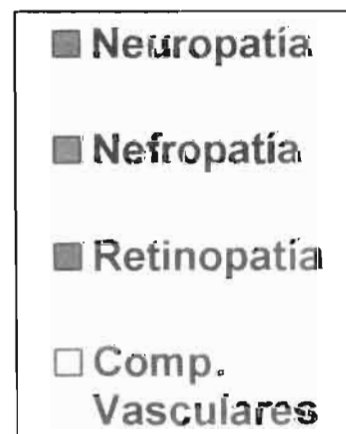 Neuropatía
Nefropatía
Retinopatía
Comp.
Vasculares